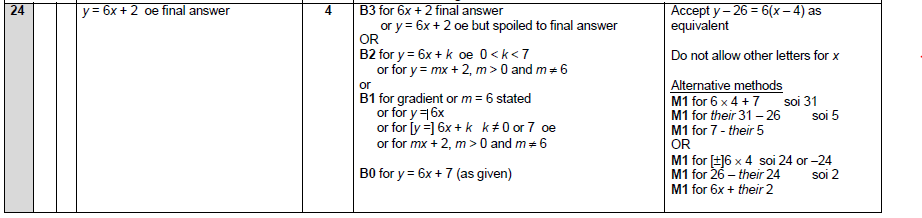 24
y = 6x + 2 oe final answer
4
B3 for 6x + 2 final answer
or y = 6x + 2 oe but spoiled to final answer
OR
B2 for y = 6x + k oe 0 < k < 7
or for y = mx + 2, m > 0 and m ≠ 6
or
B1 for gradient or m = 6 stated
or for y = 6x
or for [y =] 6x + k k ≠ 0 or 7 oe
or for mx + 2, m > 0 and m ≠ 6
B0 for y = 6x + 7 (as given)
Accept y – 26 = 6(x – 4) as
equivalent
Do not allow other letters for x
Alternative methods
M1 for 6 × 4 + 7 soi 31
M1 for their 31 – 26 soi 5
M1 for 7 - their 5
OR
M1 for [±]6 × 4 soi 24 or –24
M1 for 26 – their 24 soi 2
M1 for 6x + their 2